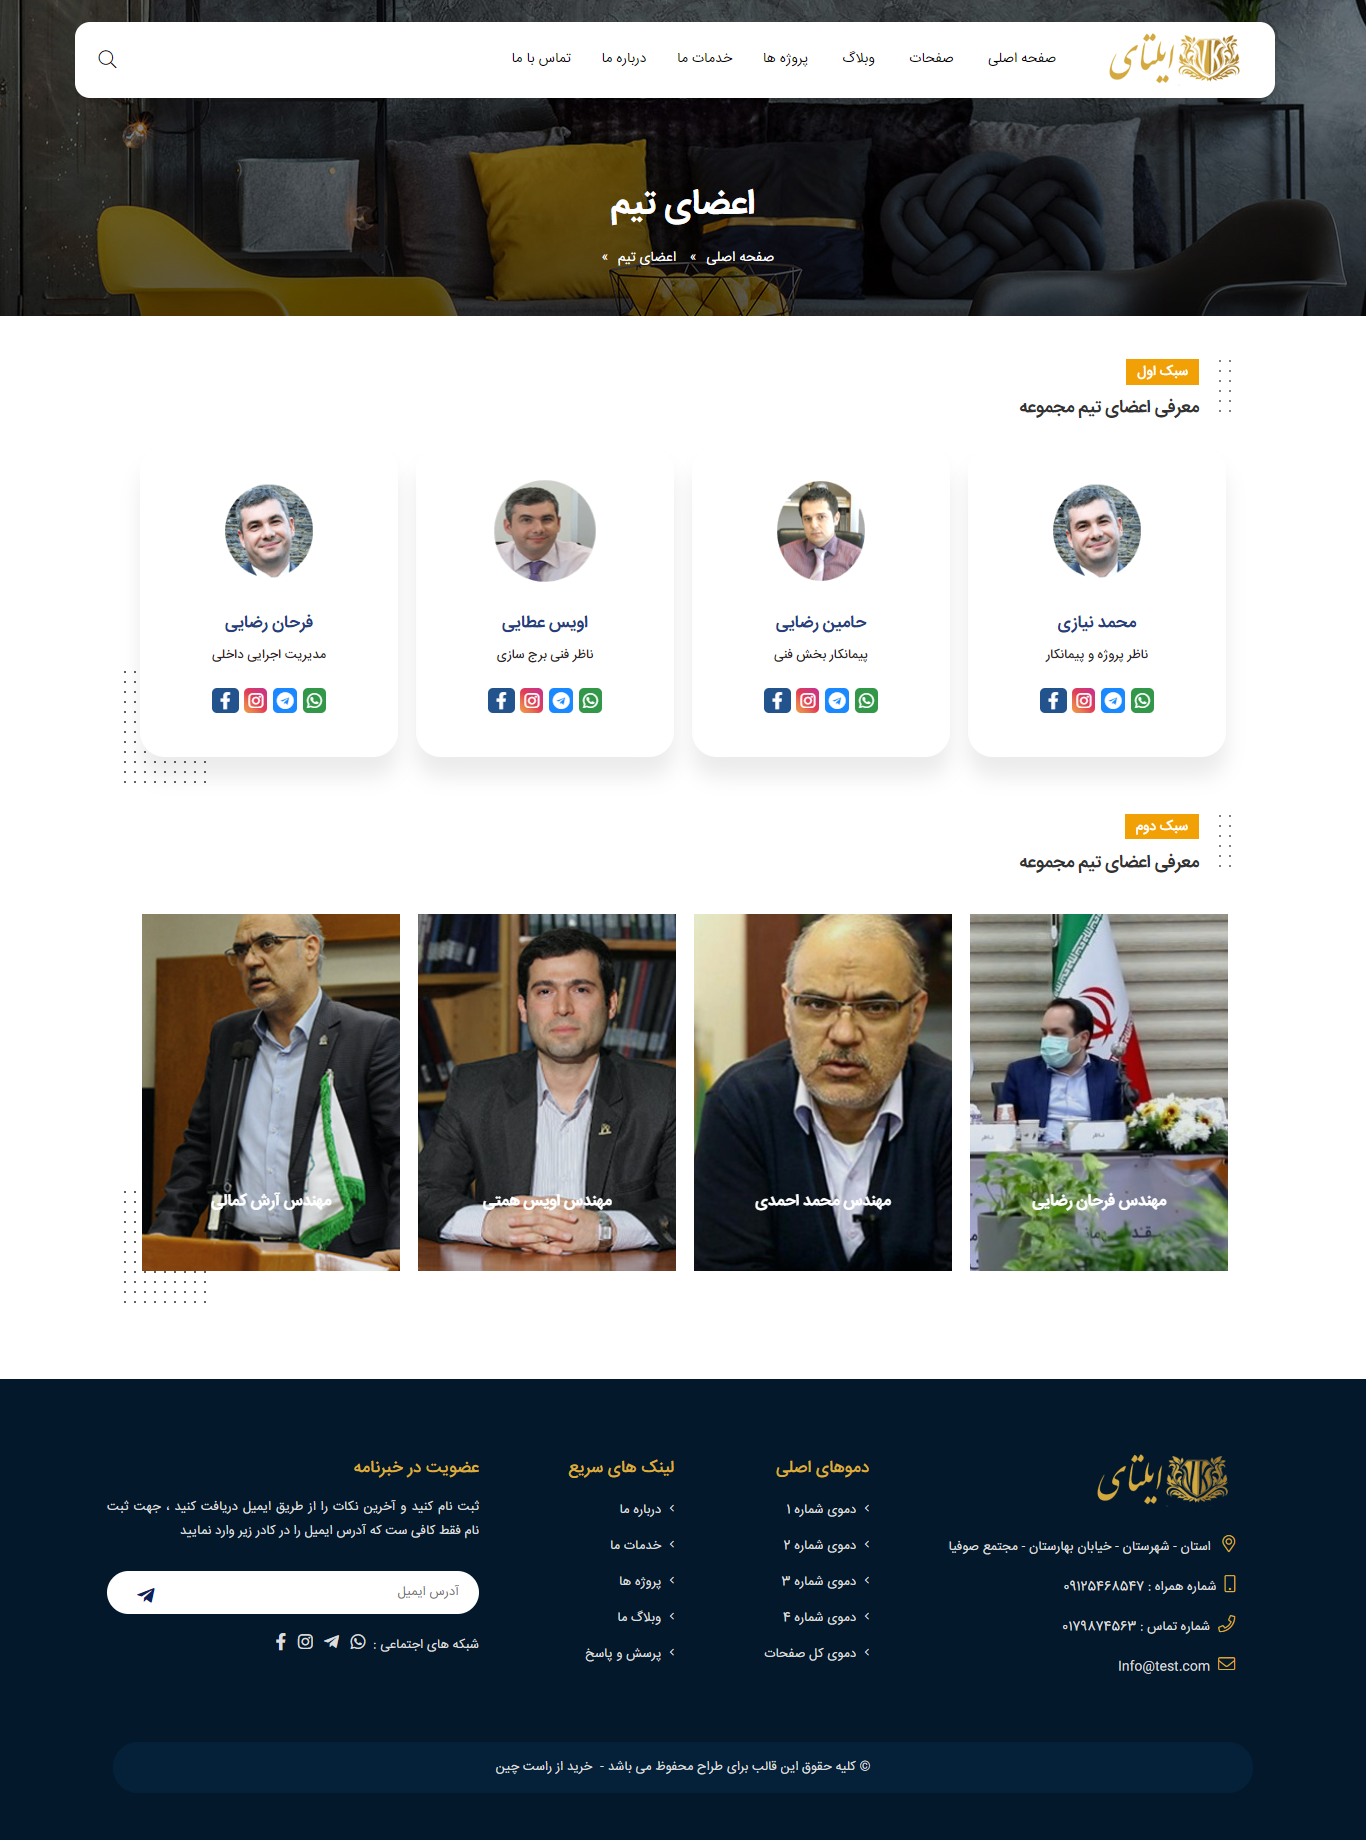 ایلتای
صفحه اصلی
صفحات
وبلاگ
پروژه ها
خدمات ما
درباره ما
تماس با ما
اعضای تیم
صفحه اصلی » اعضای تیم »
سبک اول
معرفی اعضای تیم مجموعه
محمد نیازی
ناظر پروژه و پیمانکار
حامین رضایی
پیمانکار بخش فنی
اویس عطایی
ناظر فنی برج سازی
فرحان رضایی
مدیریت اجرایی داخلی
سبک دوم
معرفی اعضای تیم مجموعه
مهندس فرحان رضایی
مهندس محمد احمدی
مهندس اویس همتی
مهندس آرش کمالی
ایلتای
استان - شهرستان - خیابان بهارستان - مجتمع صوفیا
شماره همراه : ۰۹۱۲۵۴۶۸۵۴۷
شماره تماس : ۰۱۷۹۸۷۴۵۶۳
Info@test.com
دموهای اصلی
دموی شماره ۱
دموی شماره ۲
دموی شماره ۳
دموی شماره ۴
دموی کل صفحات
لینک های سریع
درباره ما
خدمات ما
پروژه ها
وبلاگ ما
پرسش و پاسخ
عضویت در خبرنامه
ثبت نام کنید و آخرین نکات را از طریق ایمیل دریافت کنید ، جهت ثبت
نام فقط کافی ست که آدرس ایمیل را در کادر زیر وارد نمایید
آدرس ایمیل
شبکه های اجتماعی :
© کلیه حقوق این قالب برای طراح محفوظ می باشد - خرید از راست چین